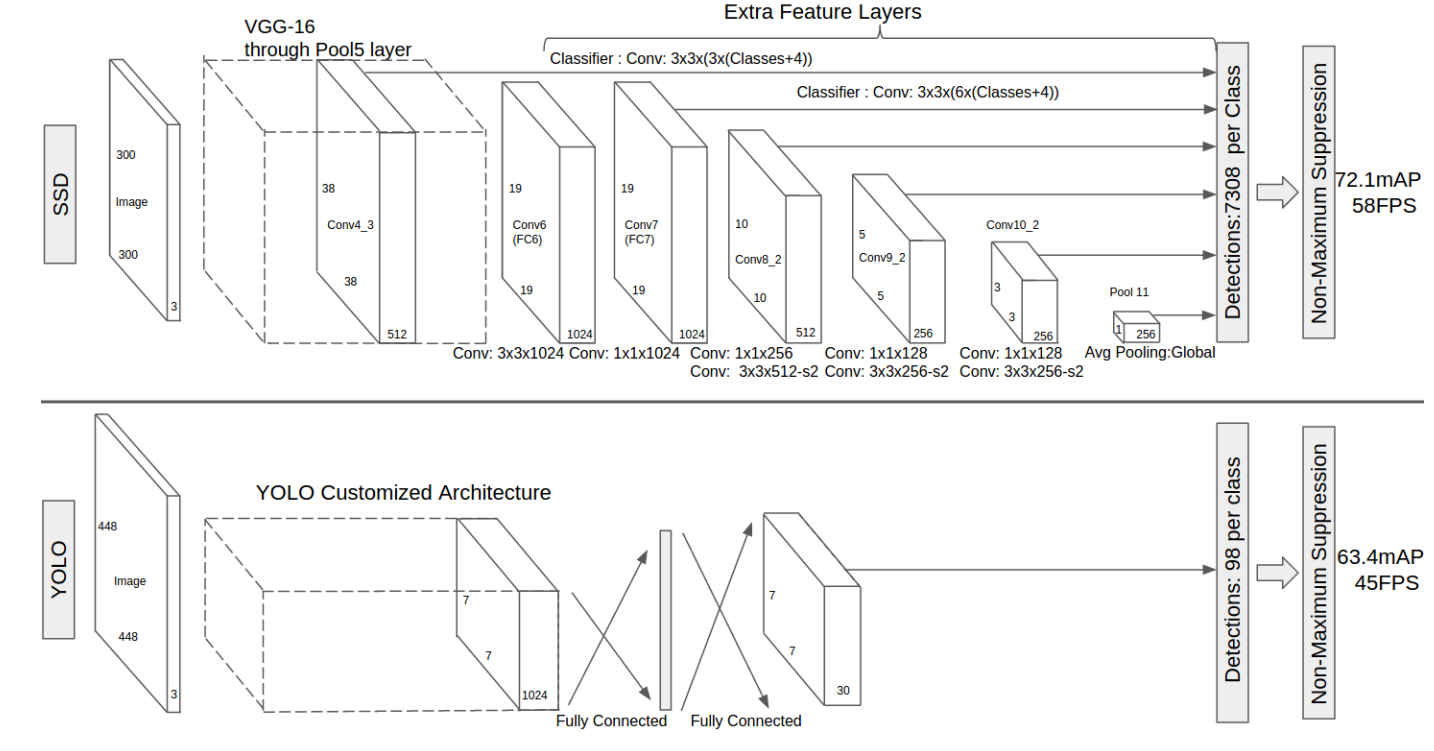 Extra Feature Layers
VGG-16
through Pool5 layer
Classifier : Conv: 3x3x(3x(Classes+4))
Classifier : Conv: 3x3x(6x(Classes+4))
SSD
300
Image
300
3
38
Conv4_3
38
512
19
Conv6
(FC6)
19
1024
19
Conv7
(FC7)
19
1024
10
Conv8_2
10
512
5
Conv9_2
5
256
Conv10_2
3
3
256
Pool 11
1
256
Conv: 3x3x1024
Conv: 1x1x1024
Conv: 1x1x256
Conv: 3x3x512-s2
Conv: 1x1x128
Conv: 3x3x256-s2
Conv: 1x1x128
Conv: 3x3x256-s2
Avg Pooling:Global
Detections:7308 per Class
Non-Maximum Suppression
72.1mAP
58FPS
YOLO
448
Image
448
3
YOLO Customized Architecture
7
7
1024
Fully Connected
Fully Connected
7
7
30
Detections: 98 per class
Non-Maximum Suppression
63.4mAP
45FPS